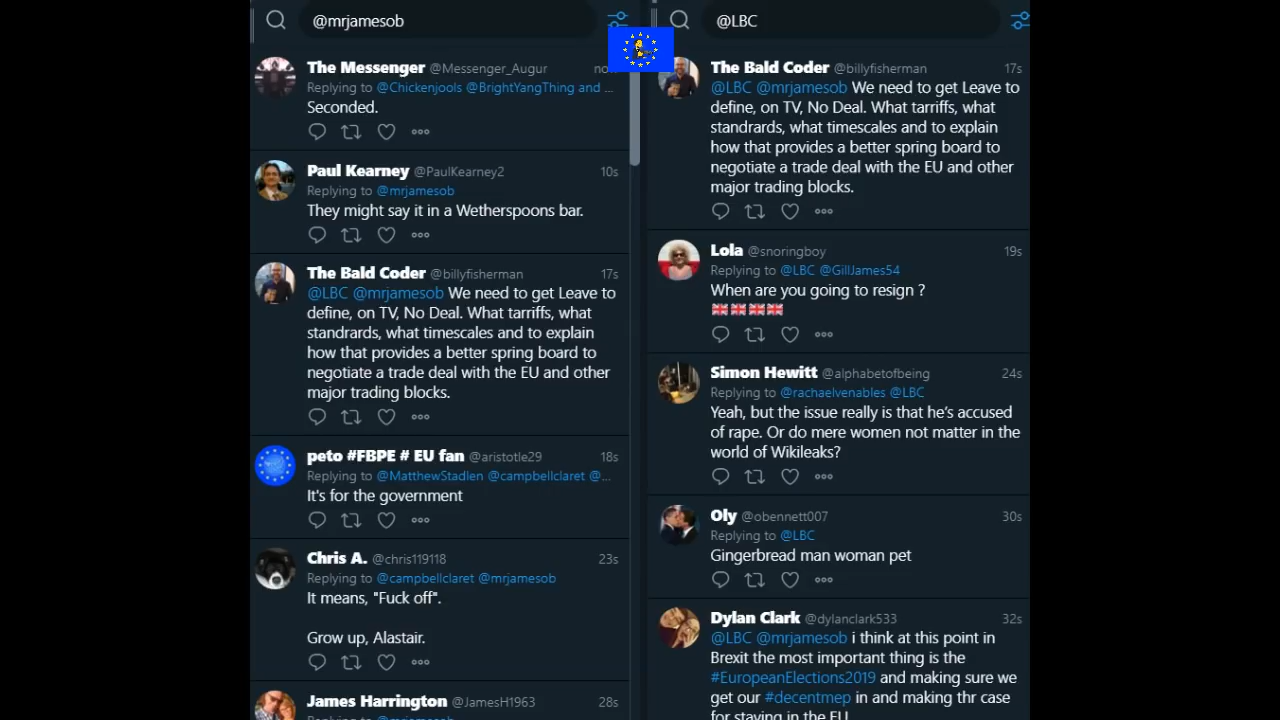 @mrjamesob
The Messenger @Messenger_Augur
Replying to @Chickenjools @BrightYangThing and ...
Seconded.
Paul Kearney @PaulKearney2 10s
Replying to @mrjamesob
They might say it in a Wetherspoons bar.
The Bald Coder @billyfisherman 17s
@LBC @mrjamesob We need to get Leave to
define, on TV, No Deal. What tarriffs, what
standrards, what timescales and to explain
how that provides a better spring board to
negotiate a trade deal with the EU and other
major trading blocks.
peto #FBPE # EU fan @aristotle29 18s
Replying to @MatthewStadlen @campbellclaret @...
It's for the government
Chris A. @chris119118 23s
Replying to @campbellclaret @mrjamesob
It means, "Fuck off".
Grow up, Alastair.
James Harrington @JamesH1963 28s
Replying to @mrjamesob
@LBC
The Bald Coder @billyfisherman 17s
@LBC @mrjamesob We need to get Leave to
define, on TV, No Deal. What tarriffs, what
standrards, what timescales and to explain
how that provides a better spring board to
negotiate a trade deal with the EU and other
major trading blocks.
Lola @snoringboy 19s
Replying to @LBC @GillJames54
When are you going to resign ?
Simon Hewitt @alphabetofbeing 24s
Replying to @rachaelvenables @LBC
Yeah, but the issue really is that he's accused
of rape. Or do mere women not matter in the
world of Wikileaks?
Oly @obennett007 30s
Replying to @LBC
Gingerbread man woman pet
Dylan Clark @dylanclark533 32s
@LBC @mrjamesob i think at this point in
Brexit the most important thing is the
#EuropeanElections2019 and making sure we
get our #decentmep in and making thr case
for staying in the EU